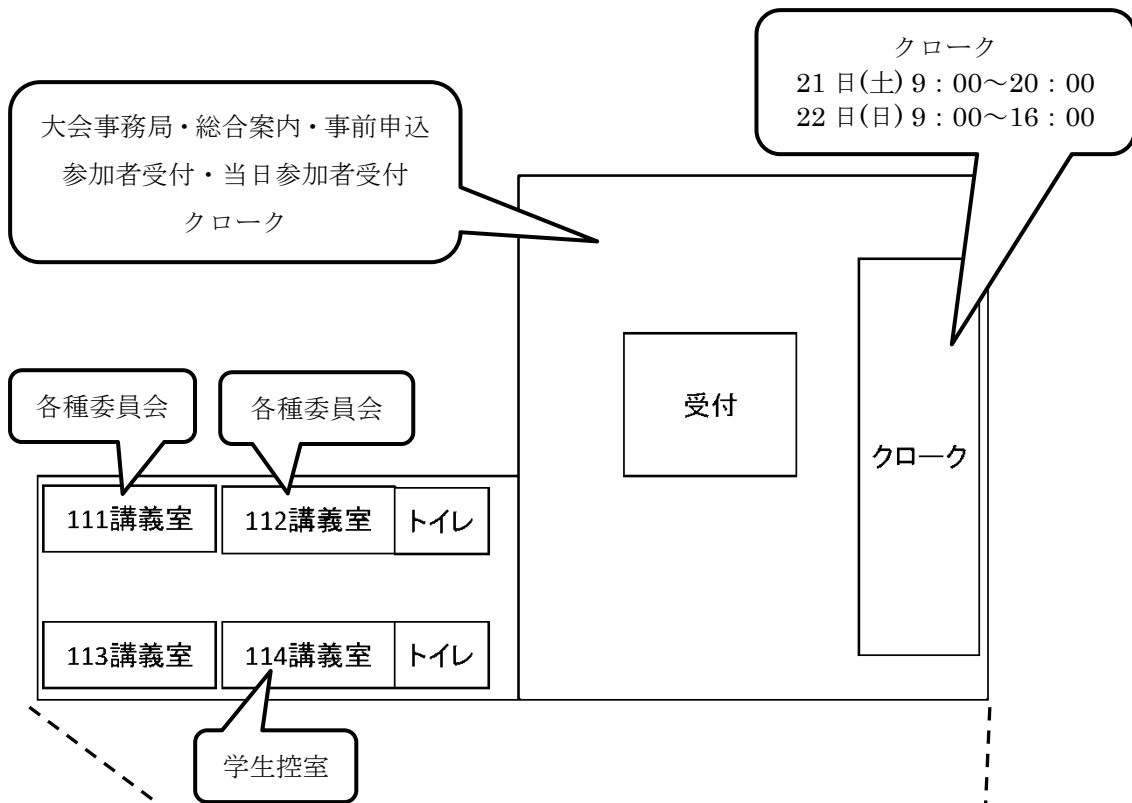 クローク
21日(土) 9：00～20：00
22日(日) 9：00～16：00
大会事務局・総合案内・事前申込
参加者受付・当日参加者受付
クローク
受付
クローク
各種委員会
各種委員会
111講義室
112講義室
トイレ
113講義室
114講義室
トイレ
学生控室